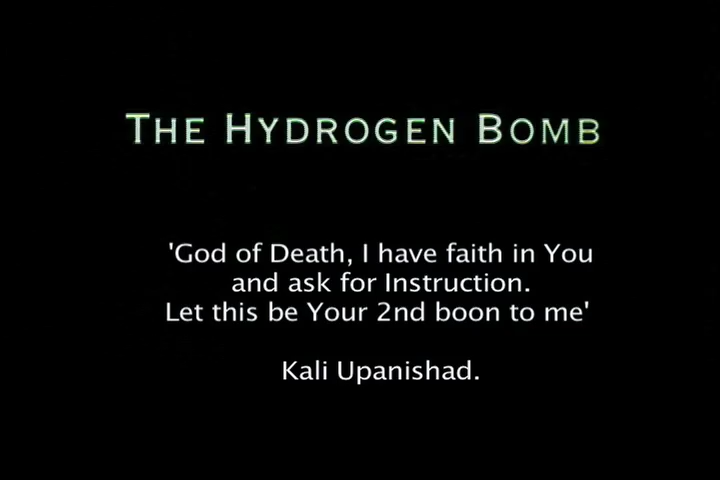 THE HYDROGEN BOMB
'God of Death, I have faith in You
and ask for Instruction.
Let this be Your 2nd boon to me'
Kali Upanishad.